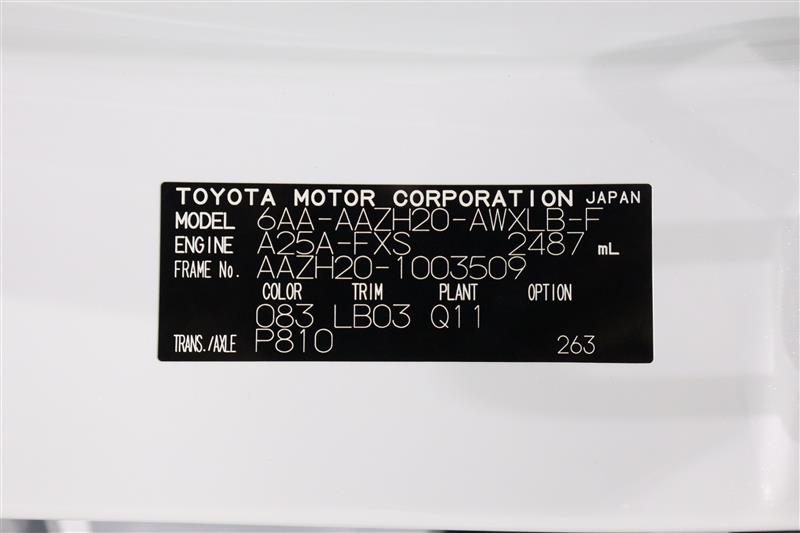 TOYOTA MOTOR CORPORATION JAPAN
MODEL 6AA-AAZH20-AWXLB-F
ENGINE A25A-FXS 2487 mL
FRAME No. AAZH20-1003509
COLOR TRIM PLANT OPTION
083 LB03 Q11
TRANS./AXLE P810 263